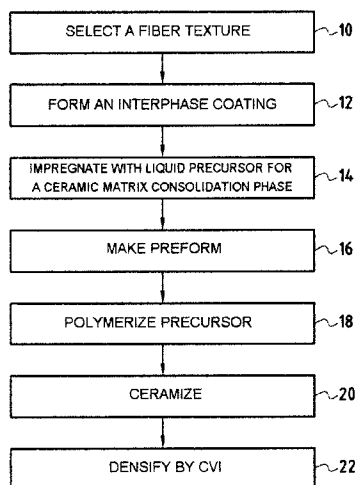 SELECT A FIBER TEXTURE 10
FORM AN INTERPHASE COATING 12
IMPREGNATE WITH LIQUID PRECURSOR FOR
A CERAMIC MATRIX CONSOLIDATION PHASE 14
MAKE PREFORM 16
POLYMERIZE PRECURSOR 18
CERAMIZE 20
DENSIFY BY CVI 22